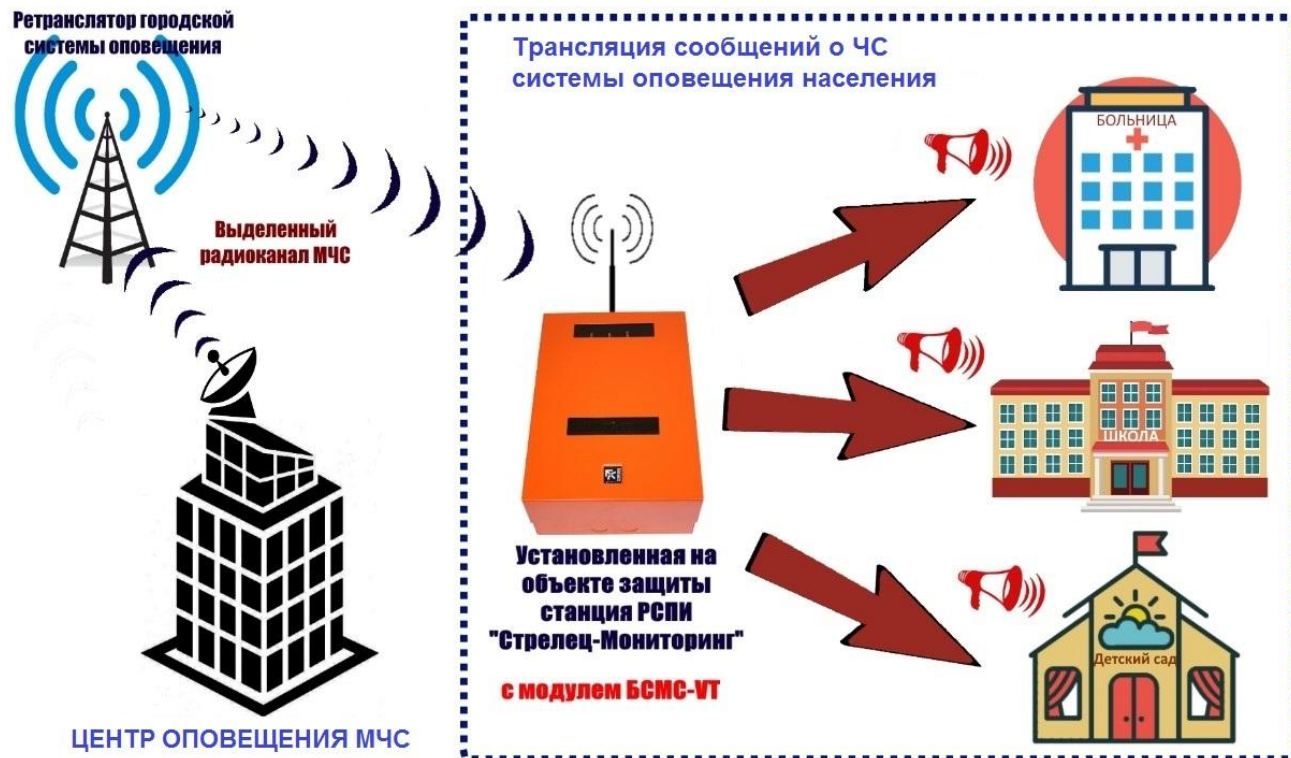 Ретранслятор городской
системы оповещения
Трансляция сообщений о ЧС
системы оповещения населения
БОЛЬНИЦА
Выделенный
радиоканал МЧС
ШКОЛА
Установленная на
объекте защиты
станция РСПИ
"Стрелец-Мониторинг"
с модулем БСМС-VT
Детский сад
ЦЕНТР ОПОВЕЩЕНИЯ МЧС